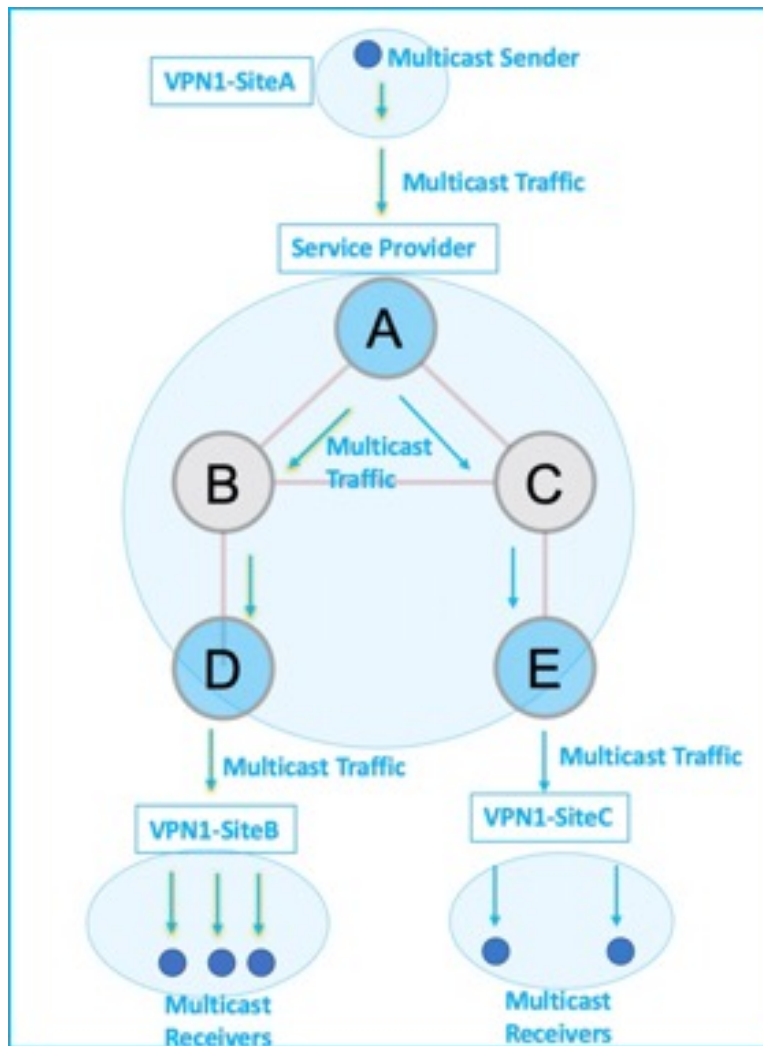 Multicast Sender
VPN1-SiteA
Multicast Traffic
Service Provider
A
Multicast
Traffic
B
C
D
E
Multicast Traffic
Multicast Traffic
VPN1-SiteB
VPN1-SiteC
Multicast
Receivers
Multicast
Receivers